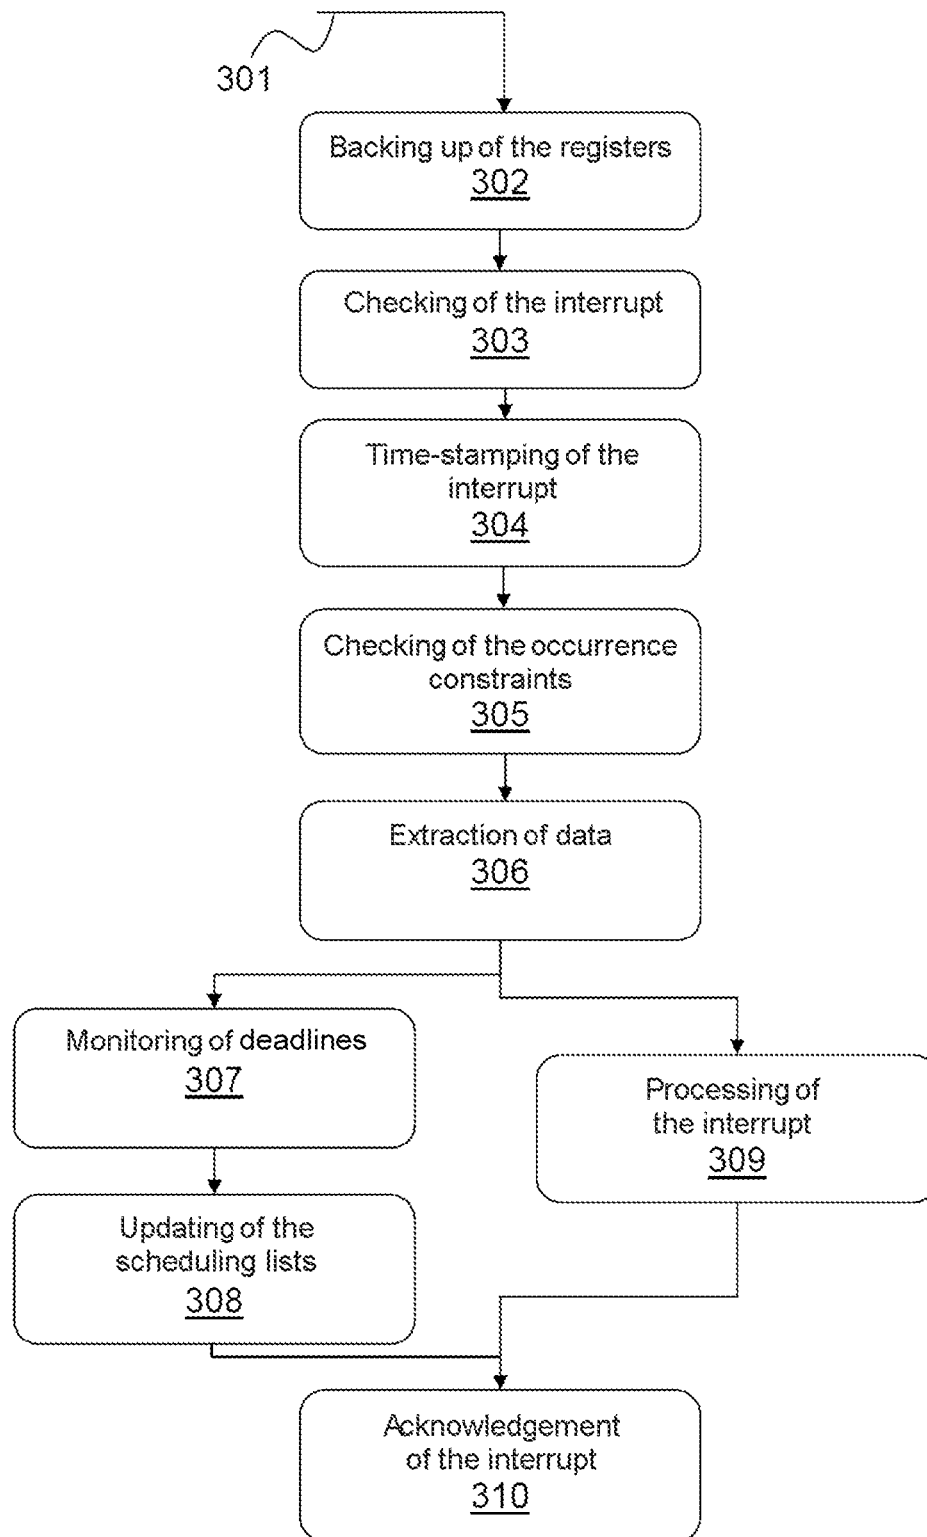 301
Backing up of the registers
302
Checking of the interrupt
303
Time-stamping of the
interrupt
304
Checking of the occurrence
constraints
305
Extraction of data
306
Monitoring of deadlines
307
Updating of the
scheduling lists
308
Processing of
the interrupt
309
Acknowledgement
of the interrupt
310